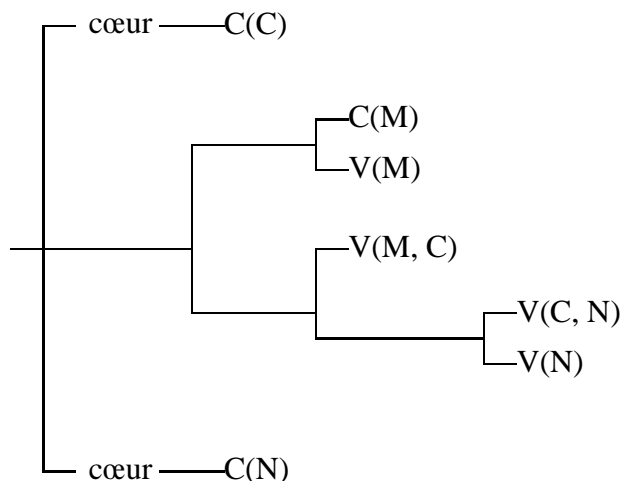 cœur C(C)
C(M)
V(M)
V(M, C)
V(C, N)
V(N)
cœur C(N)